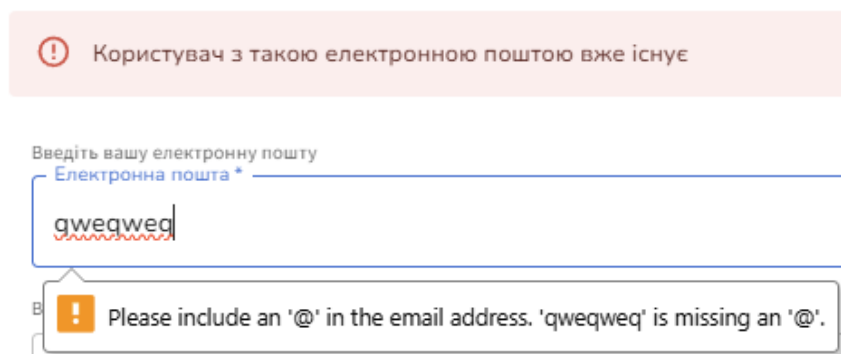 Користувач з такою електронною поштою вже існує
Введіть вашу електронну пошту
Електронна пошта *
qweqweq
В
Please include an '@' in the email address. 'qweqweq' is missing an '@'.